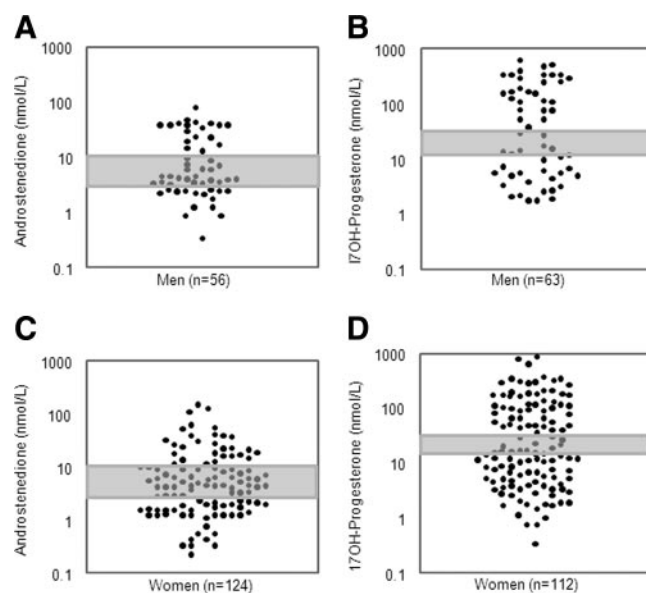 A
Androstenedione (nmol/L)
1000
100
10
1
0.1
Men (n=56)
B
I7OH-Progesterone (nmol/L)
1000
100
10
1
0.1
Men (n=63)
C
Androstenedione (nmol/L)
1000
100
10
1
0.1
Women (n=124)
D
17OH-Progesterone (nmol/L)
1000
100
10
1
0.1
Women (n=112)